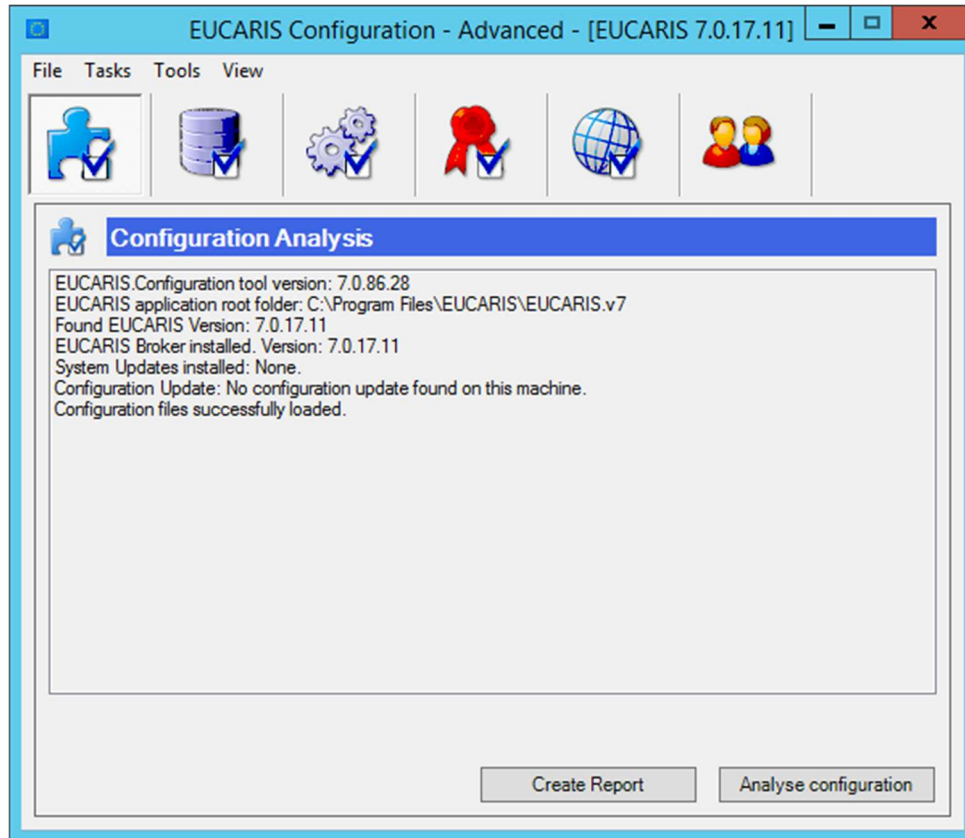 EUCARIS Configuration - Advanced - [EUCARIS 7.0.17.11]
File Tasks Tools View
Configuration Analysis
EUCARIS.Configuration tool version: 7.0.86.28
EUCARIS application root folder: C:\Program Files\EUCARIS\EUCARIS.v7
Found EUCARIS Version: 7.0.17.11
EUCARIS Broker installed. Version: 7.0.17.11
System Updates installed: None.
Configuration Update: No configuration update found on this machine.
Configuration files successfully loaded.
Create Report Analyse configuration